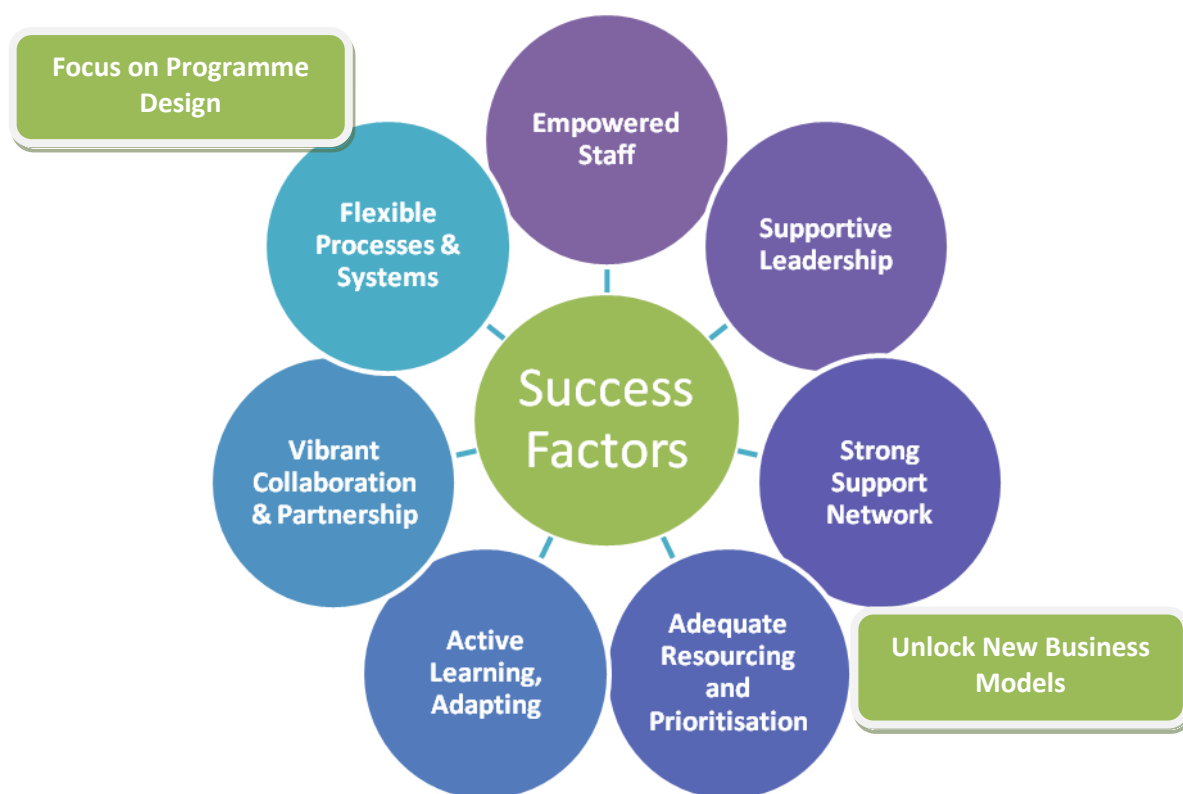 Focus on Programme
Design
Empowered
Staff
Supportive
Leadership
Strong
Support
Network
Adequate
Resourcing
and
Prioritisation
Active
Learning,
Adapting
Vibrant
Collaboration
& Partnership
Flexible
Processes &
Systems
Success
Factors
Unlock New Business
Models